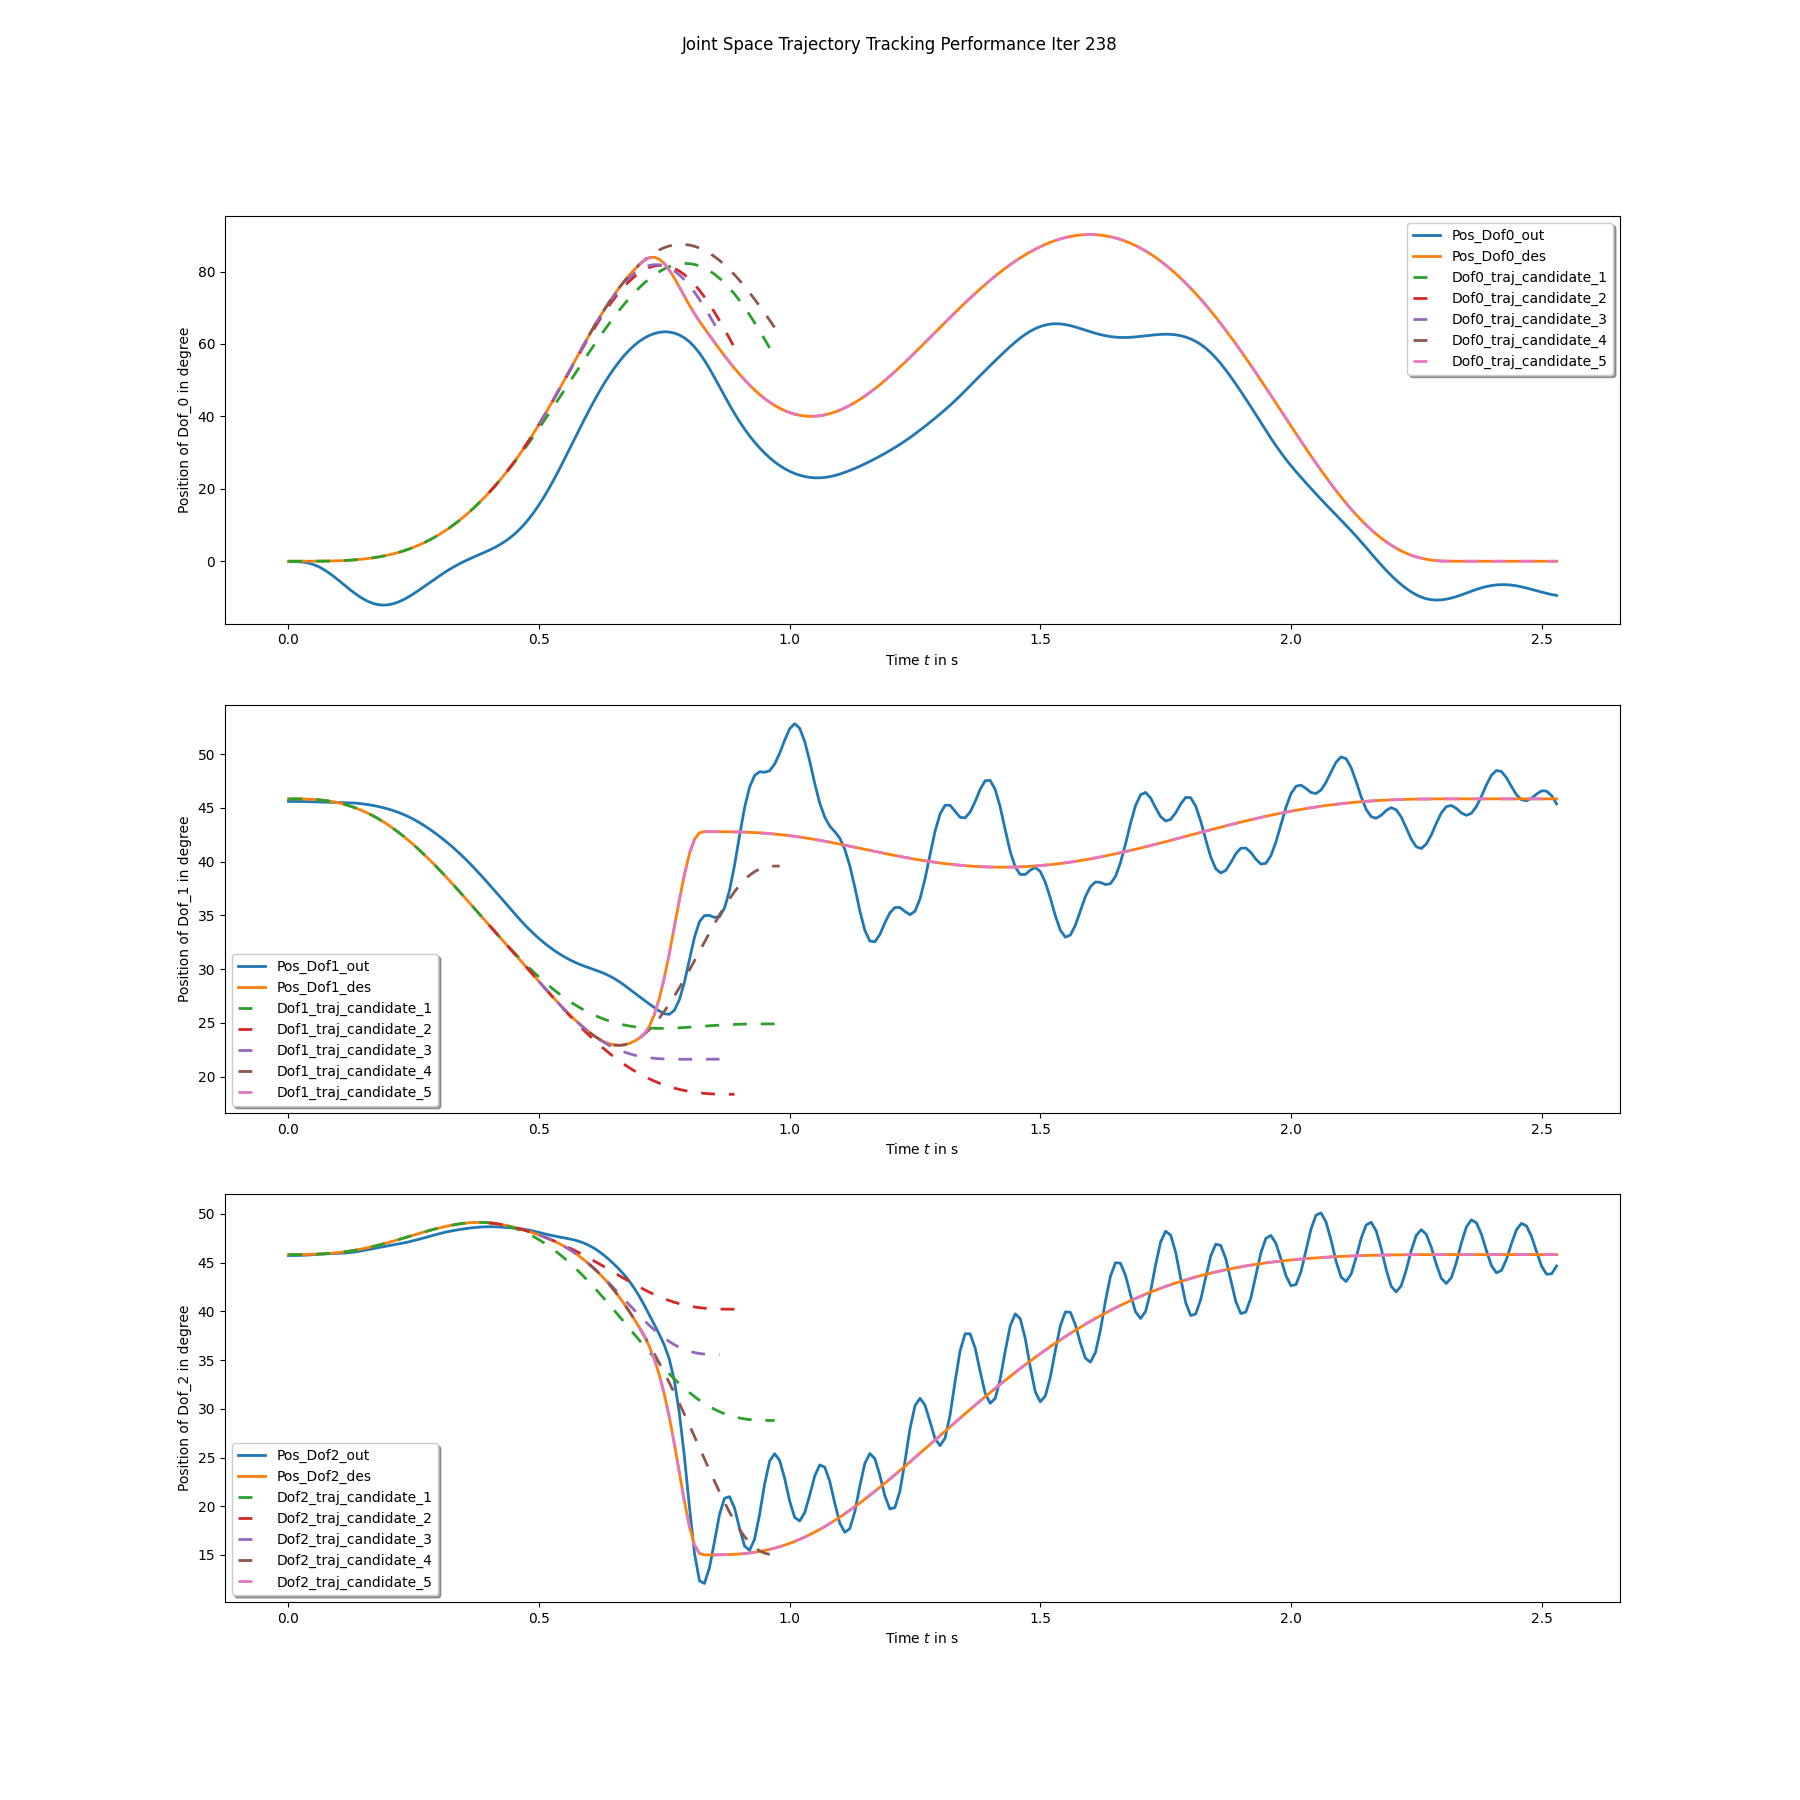 Joint Space Trajectory Tracking Performance Iter 238
Position of Dof_0 in degree
80
60
40
20
0
Pos_Dof0_out
Pos_Dof0_des
Dof0_traj_candidate_1
Dof0_traj_candidate_2
Dof0_traj_candidate_3
Dof0_traj_candidate_4
Dof0_traj_candidate_5
0.0 0.5 1.0 1.5 2.0 2.5
Time t in s
Position of Dof_1 in degree
50
45
40
35
30
25
20
Pos_Dof1_out
Pos_Dof1_des
Dof1_traj_candidate_1
Dof1_traj_candidate_2
Dof1_traj_candidate_3
Dof1_traj_candidate_4
Dof1_traj_candidate_5
0.0 0.5 1.0 1.5 2.0 2.5
Time t in s
Position of Dof_2 in degree
50
45
40
35
30
25
20
15
Pos_Dof2_out
Pos_Dof2_des
Dof2_traj_candidate_1
Dof2_traj_candidate_2
Dof2_traj_candidate_3
Dof2_traj_candidate_4
Dof2_traj_candidate_5
0.0 0.5 1.0 1.5 2.0 2.5
Time t in s